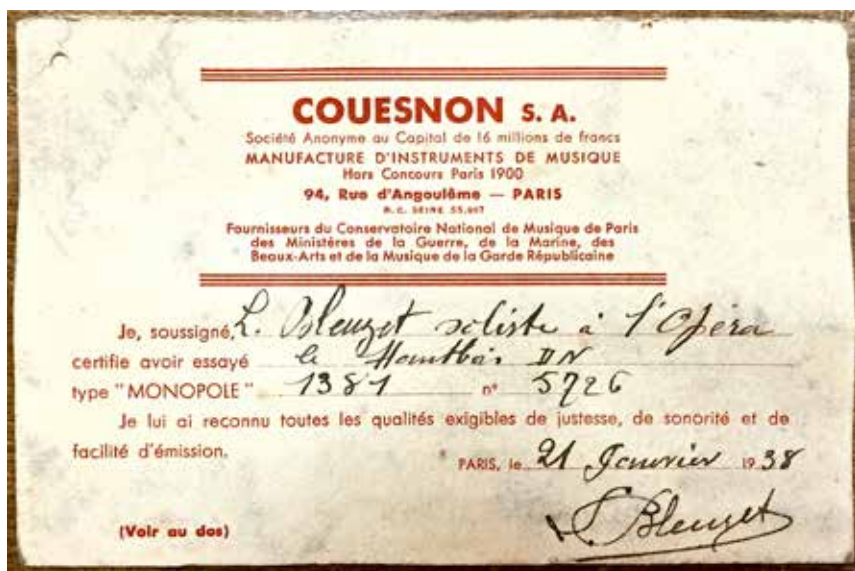 COUESNON S. A.
Société Anonyme au Capital de 16 millions de francs
MANUFACTURE D'INSTRUMENTS DE MUSIQUE
Hors Concours Paris 1900
94, Rue d'Angoulême — PARIS
R. C. SEINE 55.607
Fournisseurs du Conservatoire National de Musique de Paris
des Ministères de la Guerre, de la Marine, des
Beaux-Arts et de la Musique de la Garde Républicaine
Je, soussigné, L. Bleuzet soliste à l'Opéra
certifie avoir essayé le Hautbois DN
type "MONOPOLE" 1381 n° 5726
Je lui ai reconnu toutes les qualités exigibles de justesse, de sonorité et de
facilité d'émission.
PARIS, le 21 Janvier 1938
L. Bleuzet
(Voir au dos)